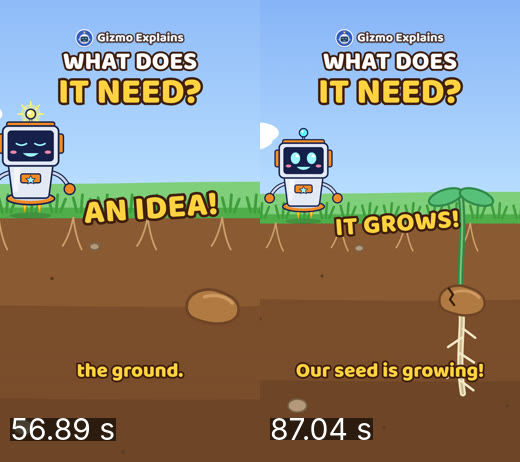 Gizmo Explains
WHAT DOES
IT NEED?
AN IDEA!
the ground.
56.89 s
Gizmo Explains
WHAT DOES
IT NEED?
IT GROWS!
Our seed is growing!
87.04 s